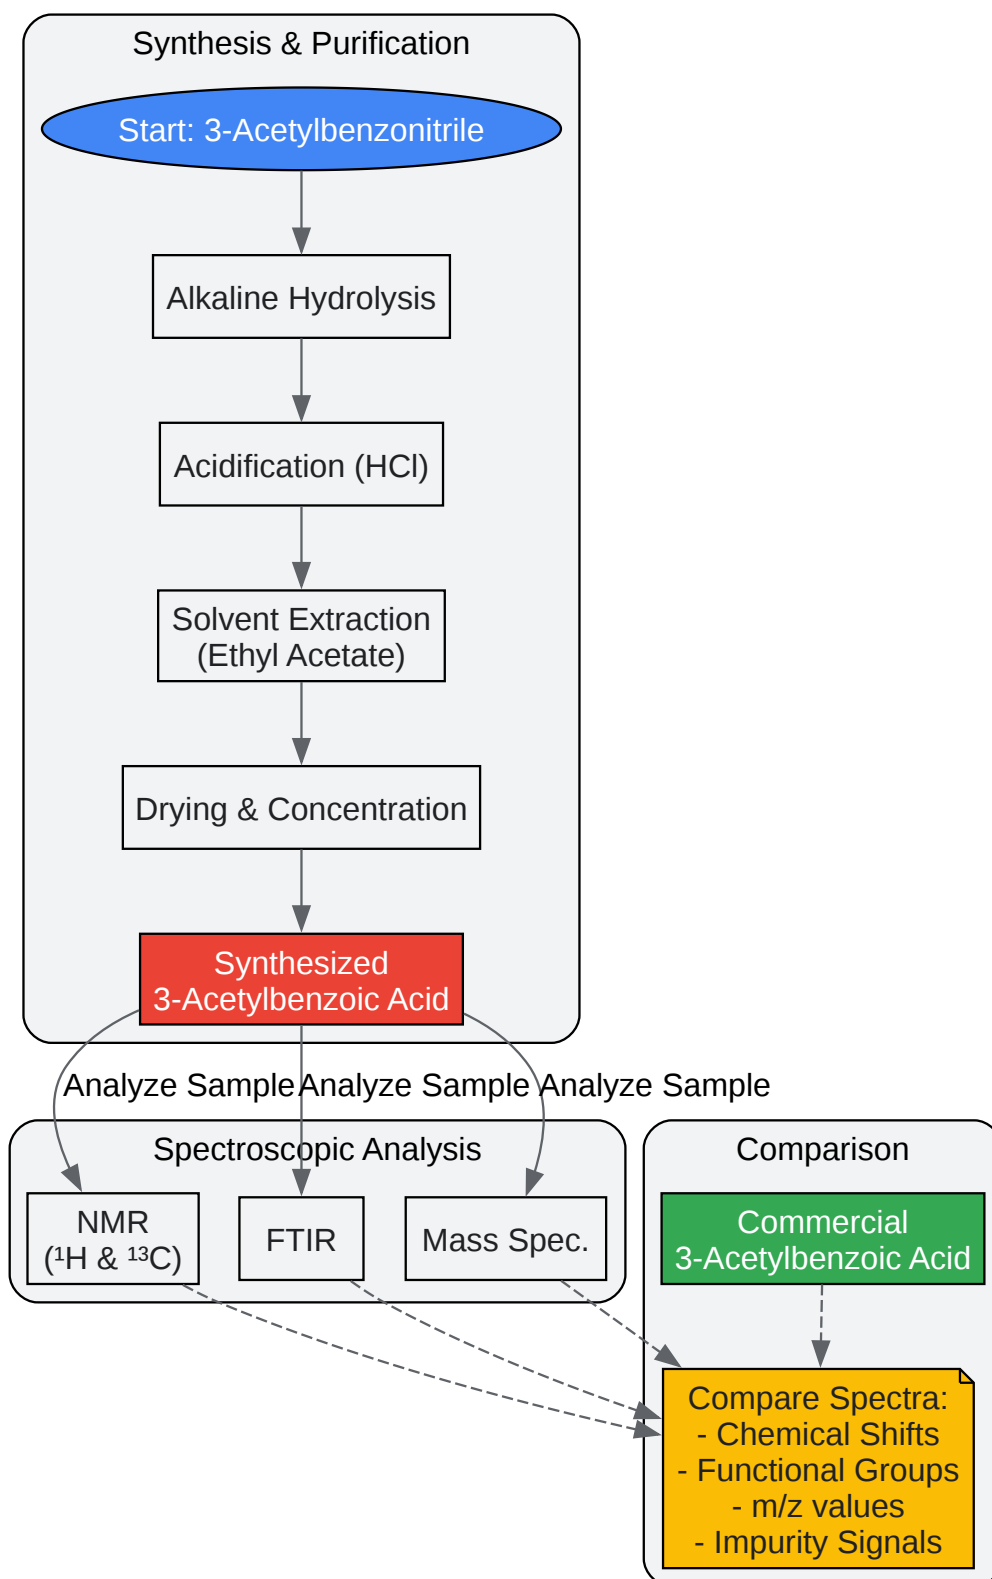 Synthesis & Purification
Start: 3-Acetylbenzonitrile
Alkaline Hydrolysis
Acidification (HCl)
Solvent Extraction
(Ethyl Acetate)
Drying & Concentration
Synthesized
3-Acetylbenzoic Acid
Analyze Sample
Analyze Sample
Analyze Sample
Spectroscopic Analysis
NMR
(¹H & ¹³C)
FTIR
Mass Spec.
Comparison
Commercial
3-Acetylbenzoic Acid
Compare Spectra:
- Chemical Shifts
- Functional Groups
- m/z values
- Impurity Signals